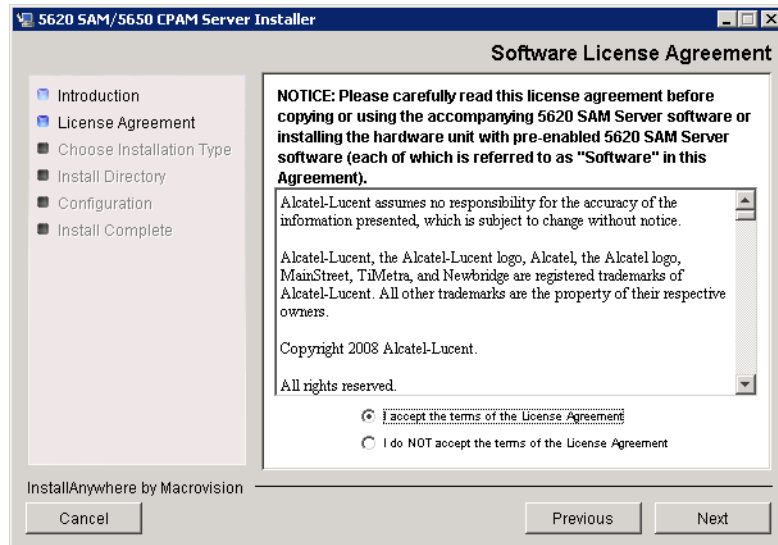 5620 SAM/5650 CPAM Server Installer
Software License Agreement
Introduction
License Agreement
Choose Installation Type
Install Directory
Configuration
Install Complete
NOTICE: Please carefully read this license agreement before
copying or using the accompanying 5620 SAM Server software or
installing the hardware unit with pre-enabled 5620 SAM Server
software (each of which is referred to as "Software" in this
Agreement).
Alcatel-Lucent assumes no responsibility for the accuracy of the
information presented, which is subject to change without notice.
Alcatel-Lucent, the Alcatel-Lucent logo, Alcatel, the Alcatel logo,
MainStreet, TiMetra, and Newbridge are registered trademarks of
Alcatel-Lucent. All other trademarks are the property of their respective
owners.
Copyright 2008 Alcatel-Lucent.
All rights reserved.
I accept the terms of the License Agreement
I do NOT accept the terms of the License Agreement
InstallAnywhere by Macrovision
Cancel
Previous
Next